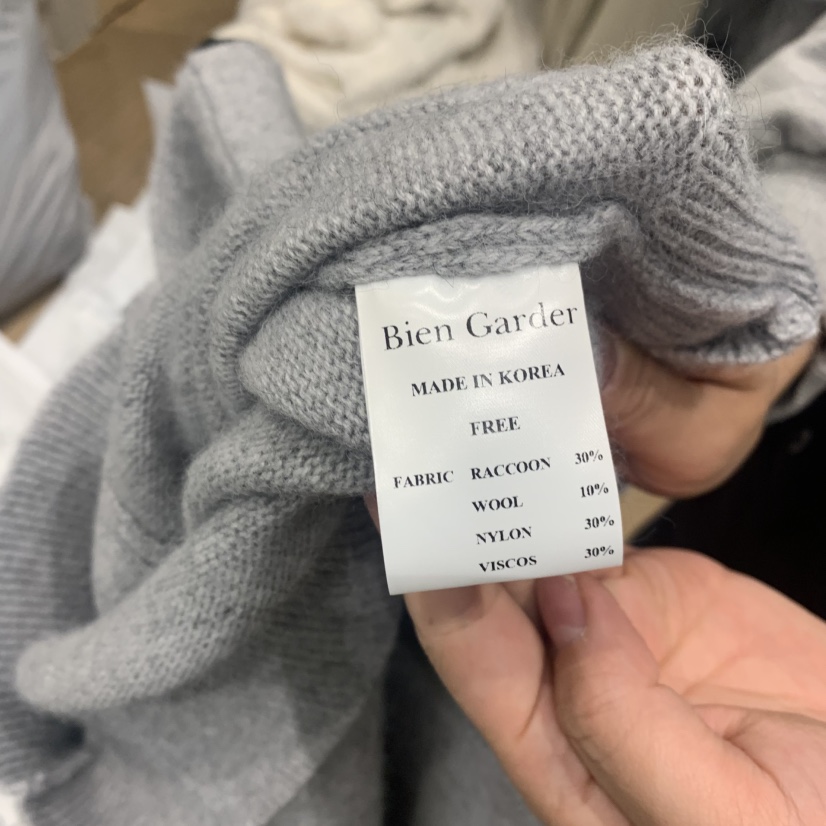 Bien Garder
MADE IN KOREA
FREE
FABRIC RACCOON 30%
WOOL 10%
NYLON 30%
VISCOS 30%